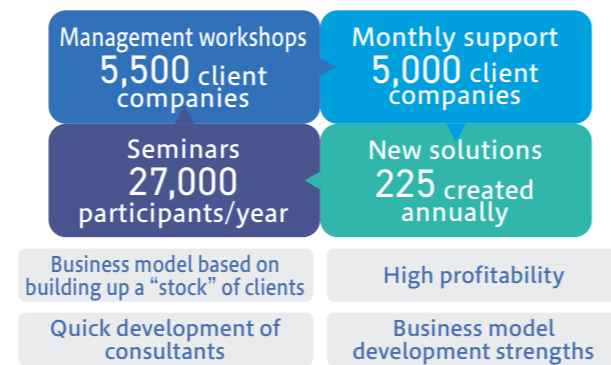 Management workshops
5,500 client
companies
Monthly support
5,000 client
companies
Seminars
27,000
participants/year
New solutions
225 created
annually
Business model based on
building up a “stock” of clients
High profitability
Quick development of
consultants
Business model
development strengths